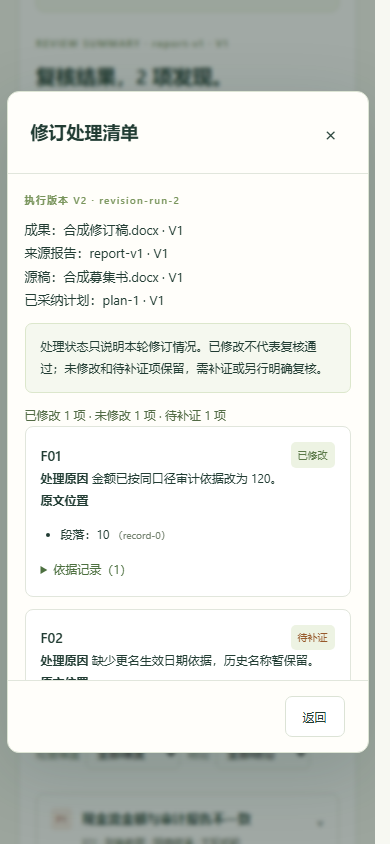 REVIEW SUMMARY · report-v1 · V1
复核结果，2 项发现。
修订处理清单
×
执行版本 V2 · revision-run-2
成果：合成修订稿.docx · V1
来源报告：report-v1 · V1
源稿：合成募集书.docx · V1
已采纳计划：plan-1 · V1
处理状态只说明本轮修订情况。已修改不代表复核通
过；未修改和待补证项保留，需补证或另行明确复核。
已修改 1 项 · 未修改 1 项 · 待补证 1 项
F01
已修改
处理原因 金额已按同口径审计依据改为 120。
原文位置
• 段落：10 （record-0）
▶ 依据记录（1）
F02
待补证
处理原因 缺少更名生效日期依据，历史名称暂保留。
返回